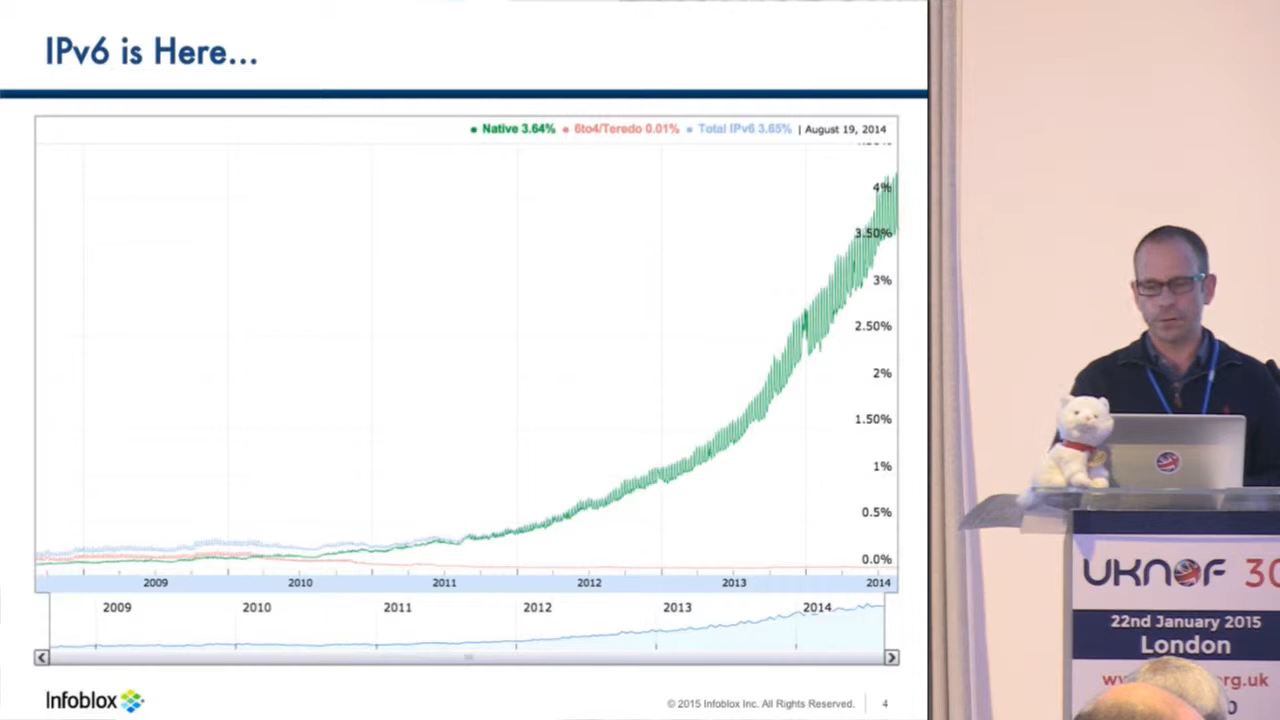 IPv6 is Here...
Native 3.64% 6to4/Teredo 0.01% Total IPv6 3.65% | August 19, 2014
4%
3.50%
3%
2.50%
2%
1.50%
1%
0.5%
0.0%
2009 2010 2011 2012 2013 2014
2009 2010 2011 2012 2013 2014
Infoblox
© 2015 Infoblox Inc. All Rights Reserved. 4
UKNOF 30
22nd January 2015
London
org.uk